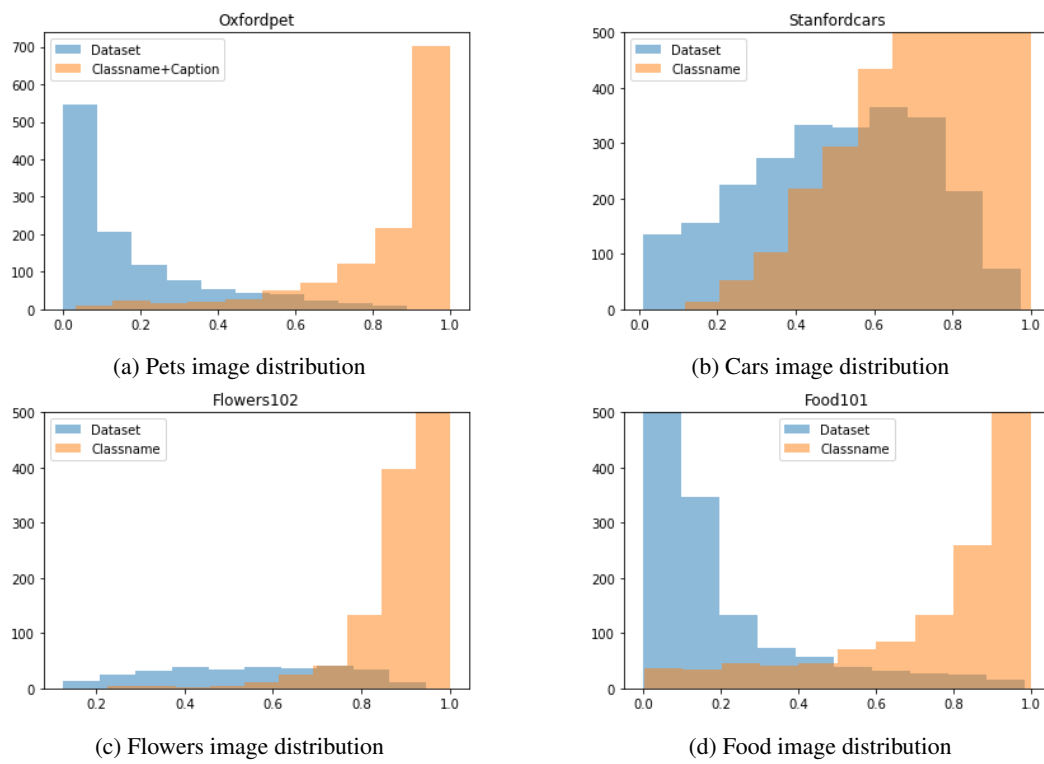 Oxfordpet
Dataset
Classname+Caption
700
600
500
400
300
200
100
0
0.0 0.2 0.4 0.6 0.8 1.0
(a) Pets image distribution
Stanfordcars
Dataset
Classname
500
400
300
200
100
0
0.0 0.2 0.4 0.6 0.8 1.0
(b) Cars image distribution
Flowers102
Dataset
Classname
500
400
300
200
100
0
0.2 0.4 0.6 0.8 1.0
(c) Flowers image distribution
Food101
Dataset
Classname
500
400
300
200
100
0
0.0 0.2 0.4 0.6 0.8 1.0
(d) Food image distribution